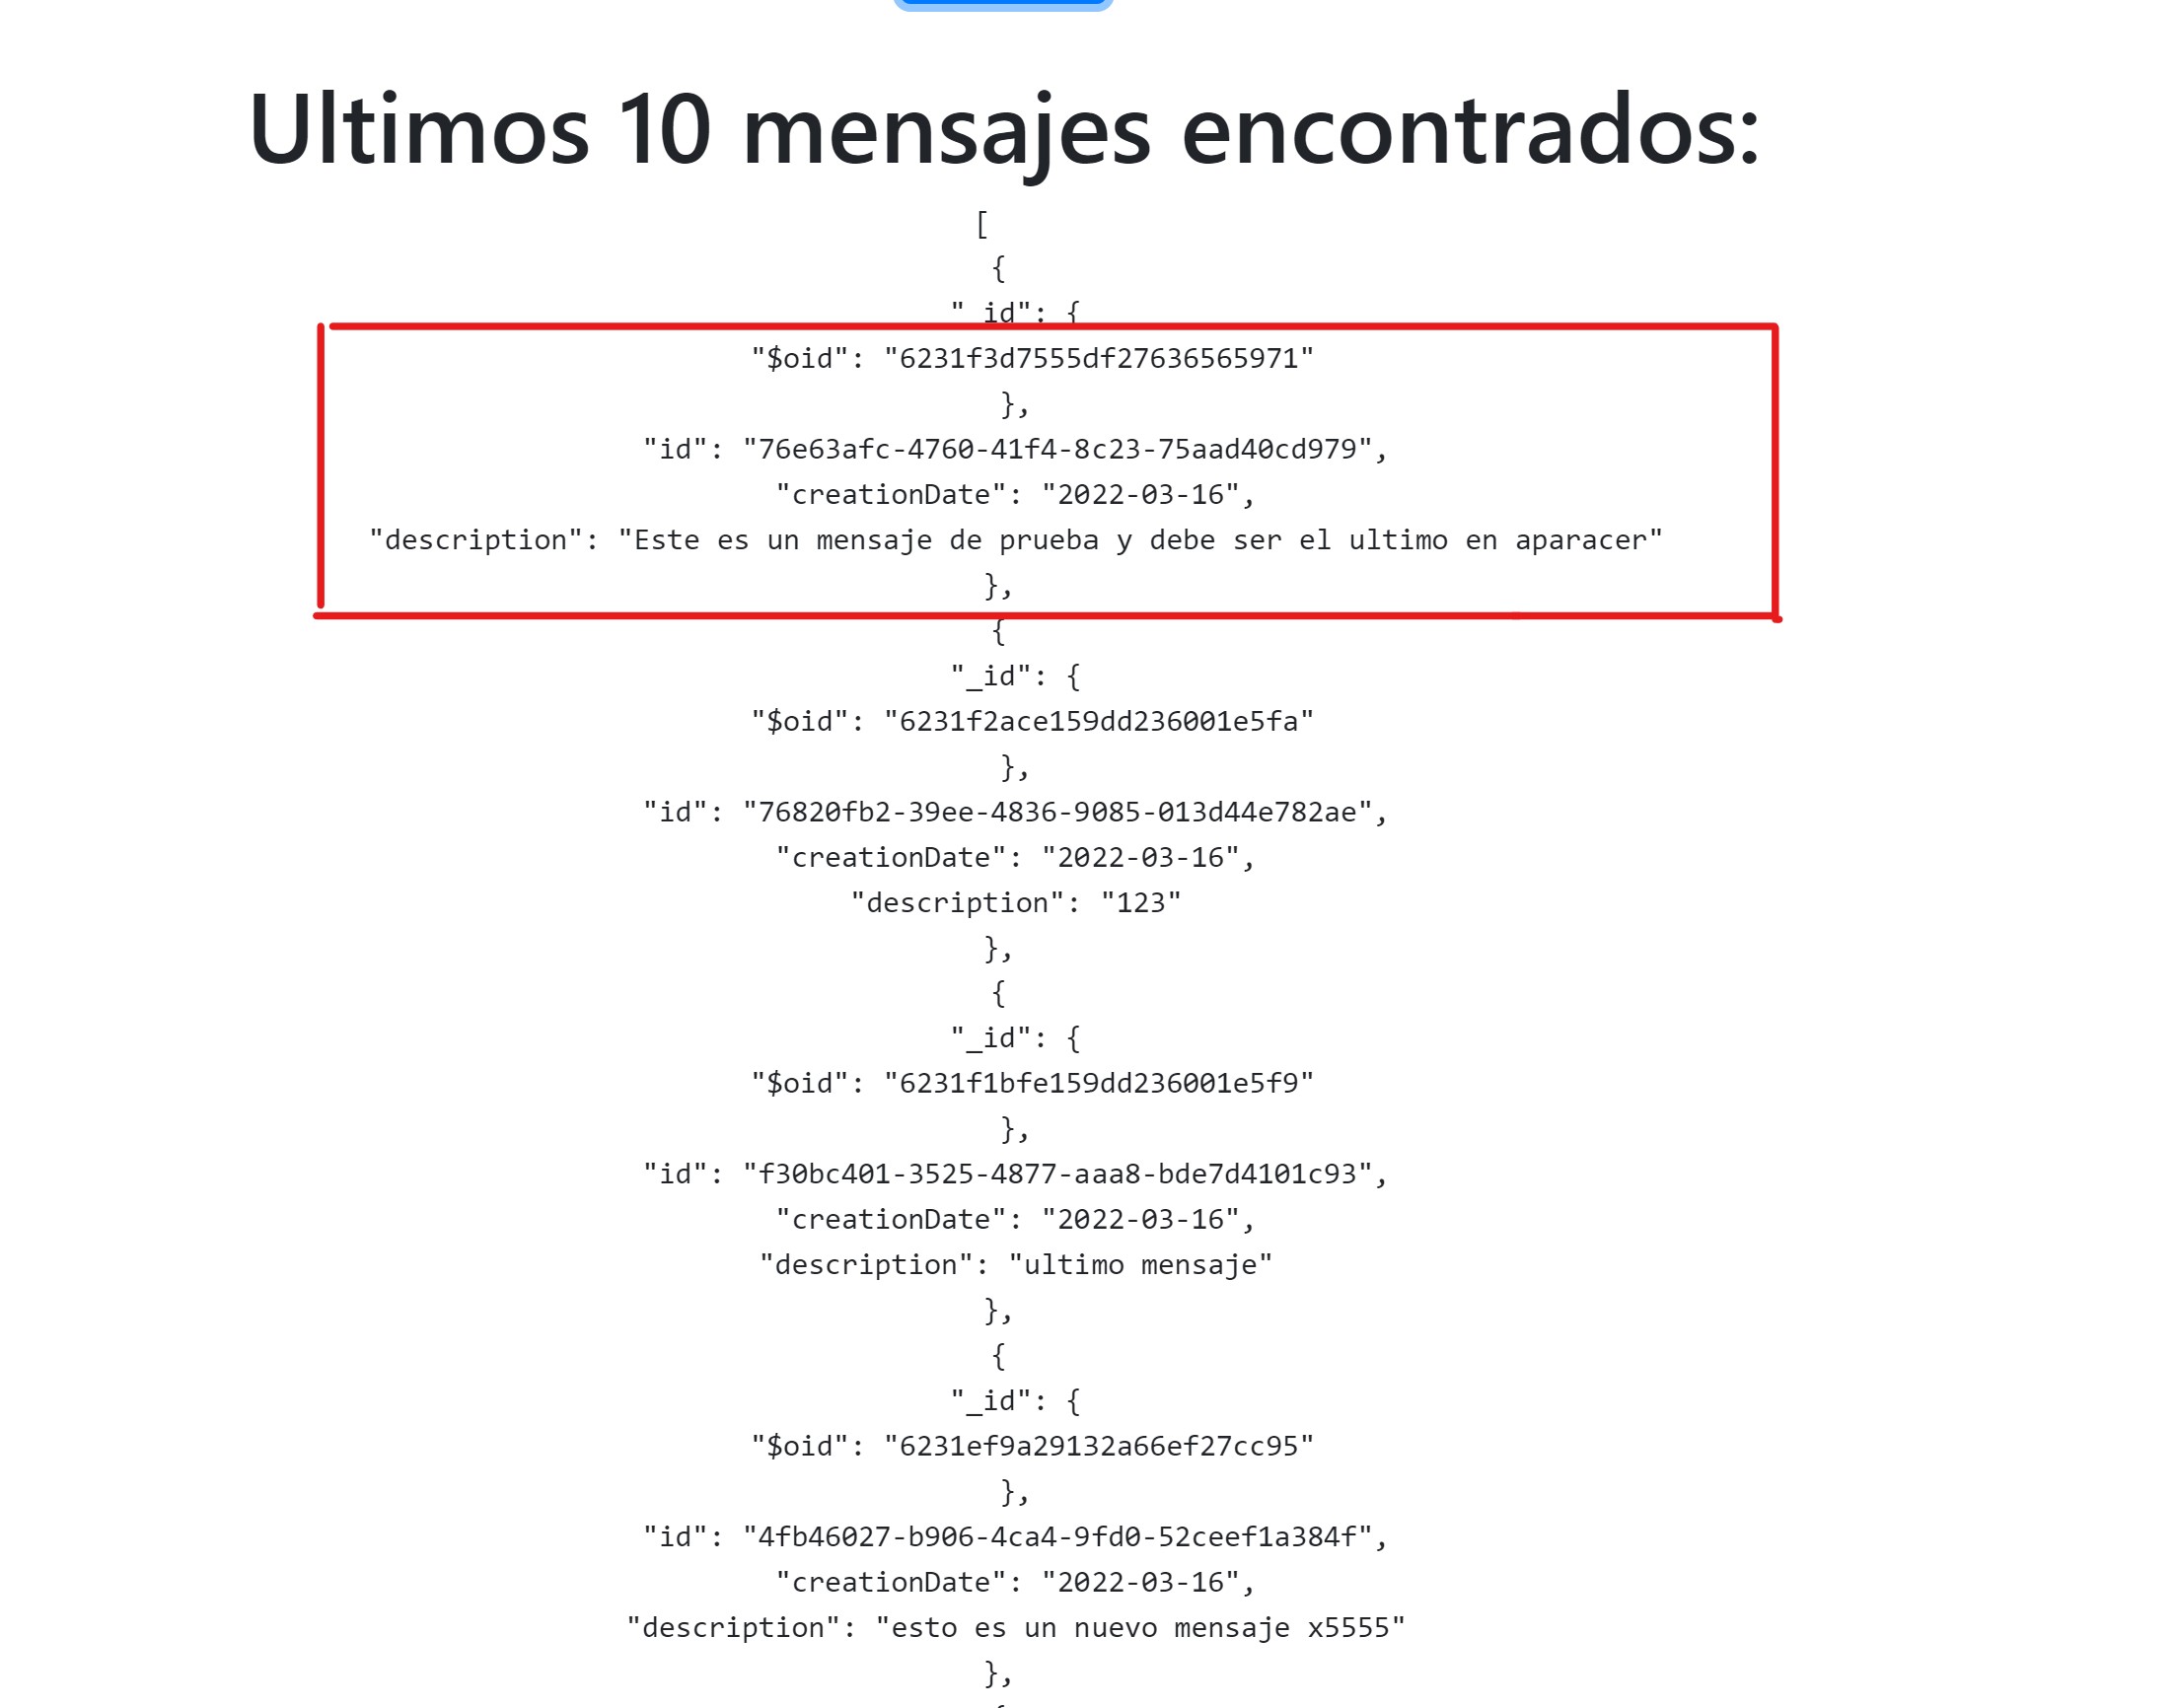 Ultimos 10 mensajes encontrados:
[
{
"_id": {
"$oid": "6231f3d7555df27636565971"
},
"id": "76e63afc-4760-41f4-8c23-75aad40cd979",
"creationDate": "2022-03-16",
"description": "Este es un mensaje de prueba y debe ser el ultimo en aparacer"
},
{
"_id": {
"$oid": "6231f2ace159dd236001e5fa"
},
"id": "76820fb2-39ee-4836-9085-013d44e782ae",
"creationDate": "2022-03-16",
"description": "123"
},
{
"_id": {
"$oid": "6231f1bfe159dd236001e5f9"
},
"id": "f30bc401-3525-4877-aaa8-bde7d4101c93",
"creationDate": "2022-03-16",
"description": "ultimo mensaje"
},
{
"_id": {
"$oid": "6231ef9a29132a66ef27cc95"
},
"id": "4fb46027-b906-4ca4-9fd0-52ceef1a384f",
"creationDate": "2022-03-16",
"description": "esto es un nuevo mensaje x5555"
},
{